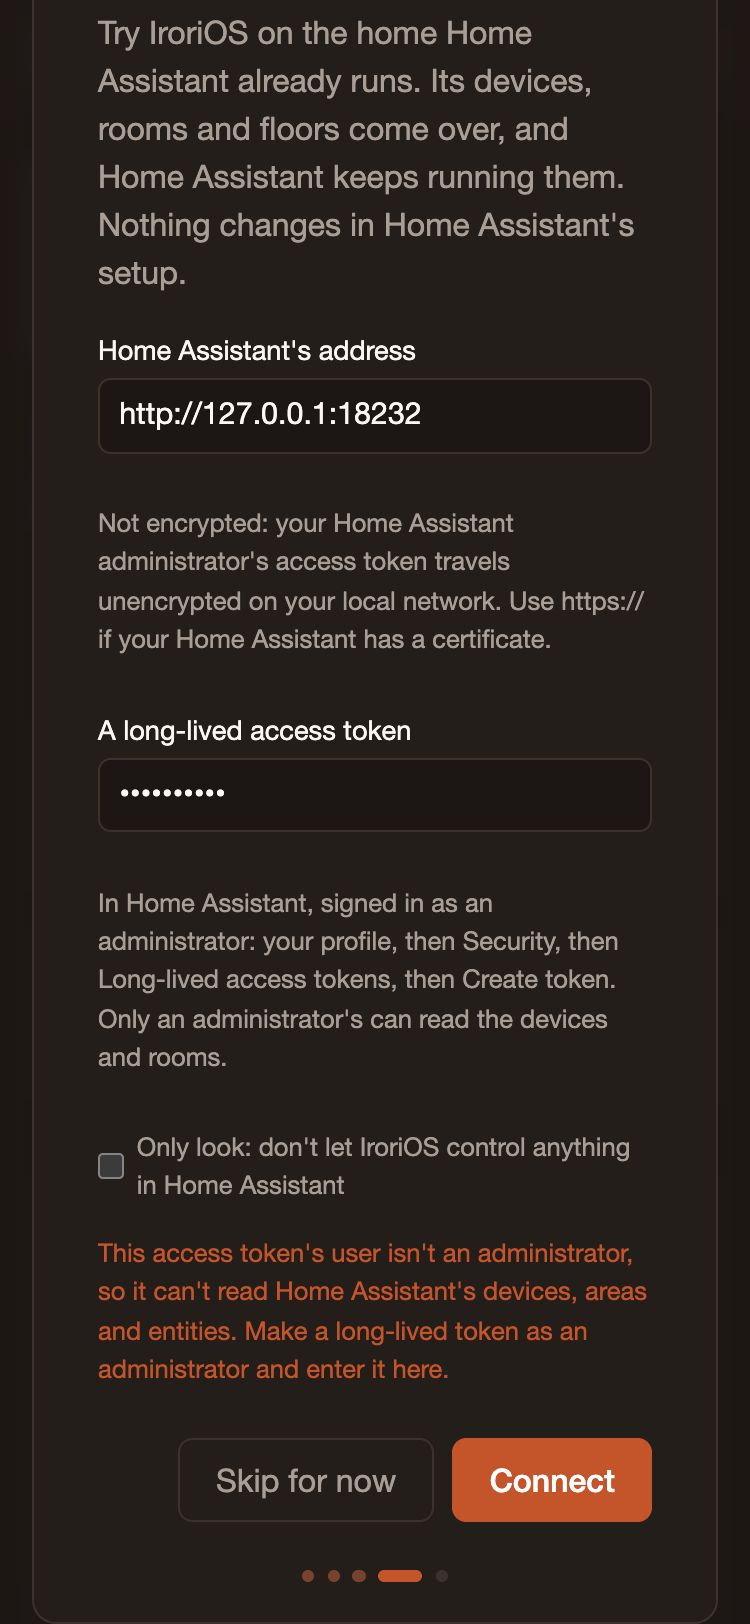 Try IroriOS on the home Home
Assistant already runs. Its devices,
rooms and floors come over, and
Home Assistant keeps running them.
Nothing changes in Home Assistant's
setup.
Home Assistant's address
http://127.0.0.1:18232
Not encrypted: your Home Assistant
administrator's access token travels
unencrypted on your local network. Use https://
if your Home Assistant has a certificate.
A long-lived access token
••••••••••
In Home Assistant, signed in as an
administrator: your profile, then Security, then
Long-lived access tokens, then Create token.
Only an administrator's can read the devices
and rooms.
Only look: don't let IroriOS control anything
in Home Assistant
This access token's user isn't an administrator,
so it can't read Home Assistant's devices, areas
and entities. Make a long-lived token as an
administrator and enter it here.
Skip for now
Connect